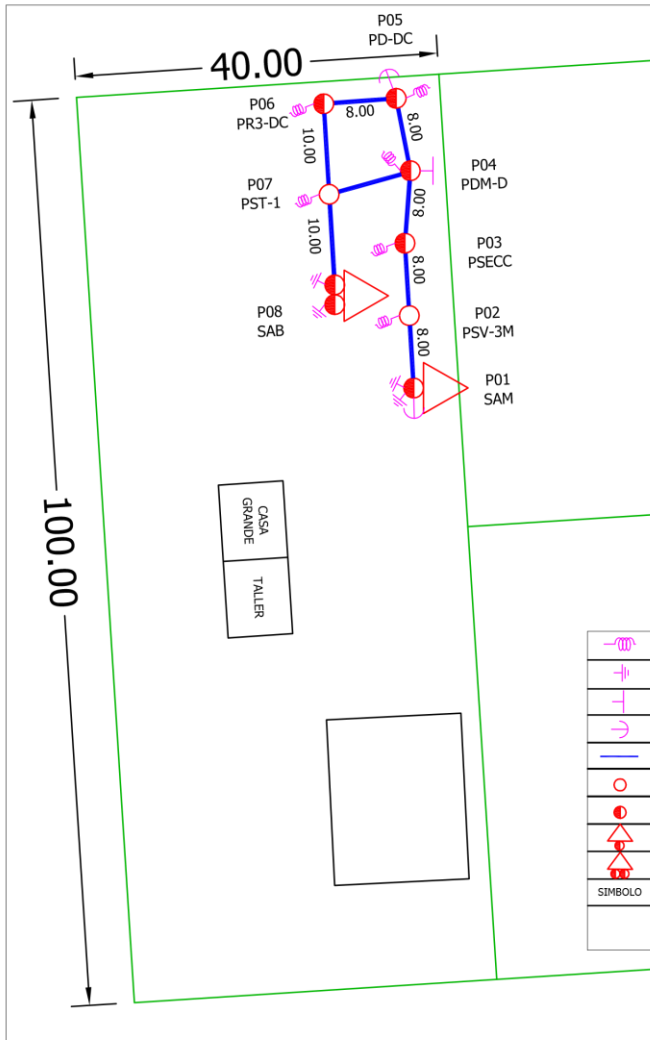 P05
PD-DC
40.00
P06
PR3-DC
8.00
8.00
10.00
P04
PDM-D
P07
PST-1
8.00
10.00
P03
PSECC
8.00
P08
SAB
P02
PSV-3M
8.00
P01
SAM
100.00
CASA
GRANDE
TALLER
SIMBOLO